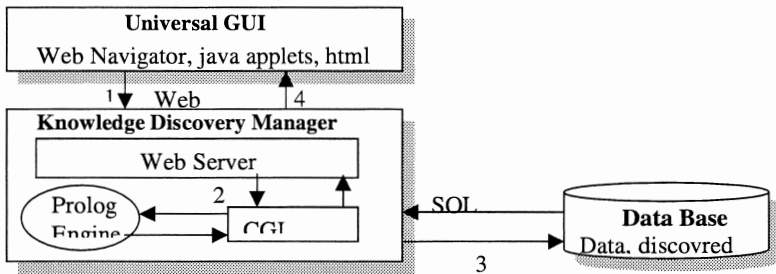 Universal GUI
Web Navigator, java applets, html
1 Web 4
Knowledge Discovery Manager
Web Server
2
Prolog
Engine
CGI
SQL
Data Base
Data, discovred
3